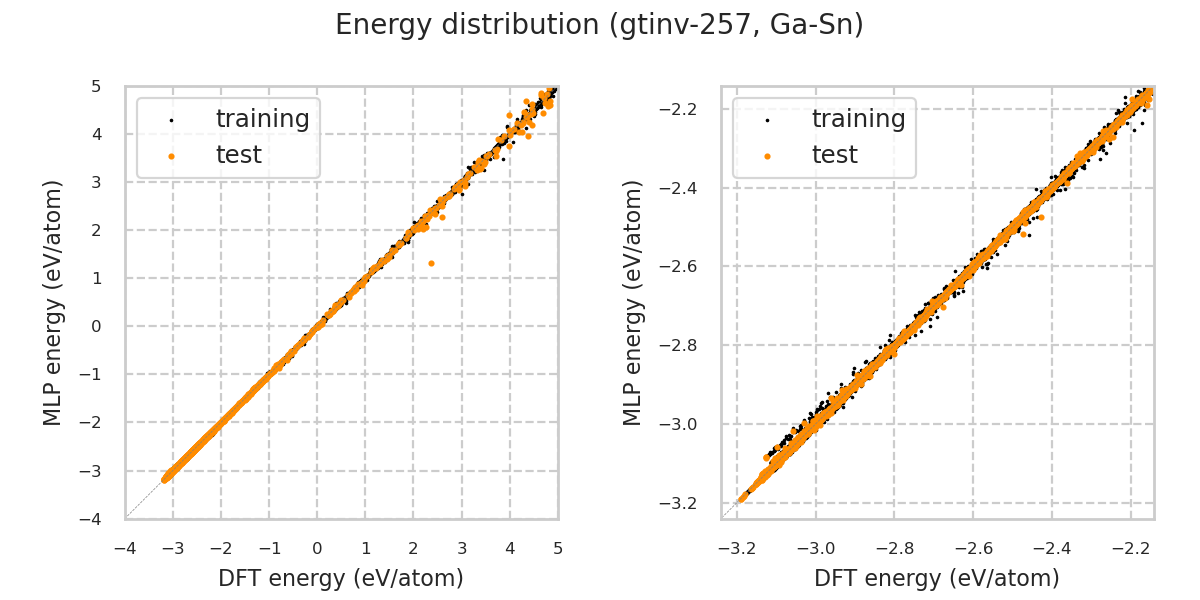 Energy distribution (gtinv-257, Ga-Sn)
training
test
MLP energy (eV/atom)
5
4
3
2
1
0
−1
−2
−3
−4
−4 −3 −2 −1 0 1 2 3 4 5
DFT energy (eV/atom)
training
test
MLP energy (eV/atom)
−2.2
−2.4
−2.6
−2.8
−3.0
−3.2
−3.2 −3.0 −2.8 −2.6 −2.4 −2.2
DFT energy (eV/atom)